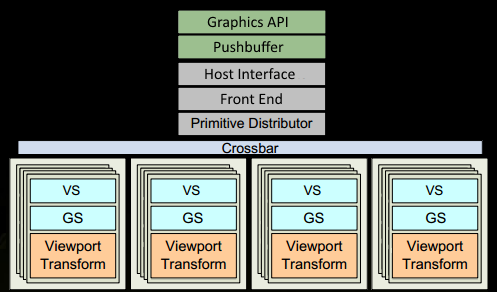 Graphics API
Pushbuffer
Host Interface
Front End
Primitive Distributor
Crossbar
VS
GS
Viewport
Transform
VS
GS
Viewport
Transform
VS
GS
Viewport
Transform
VS
GS
Viewport
Transform